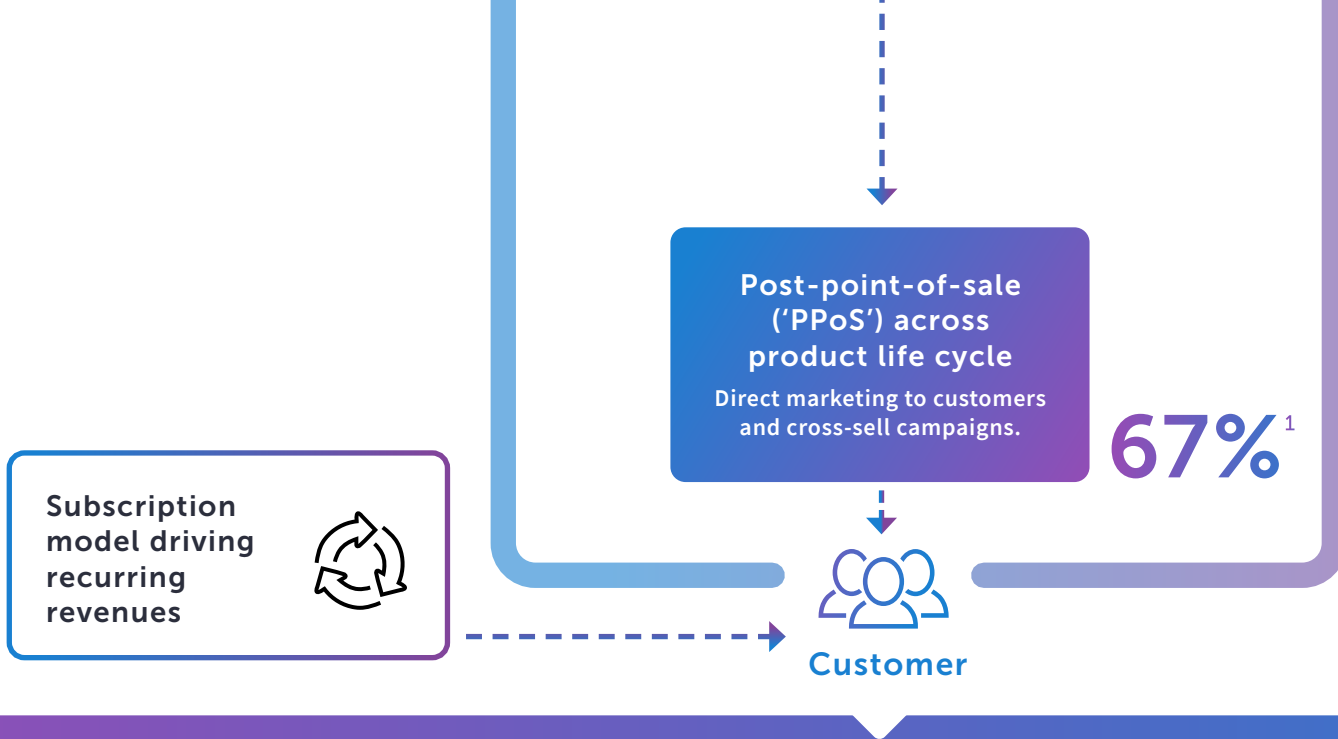 Post-point-of-sale
(‘PPoS’) across
product life cycle
Direct marketing to customers
and cross-sell campaigns.
67%¹
Subscription
model driving
recurring
revenues
Customer